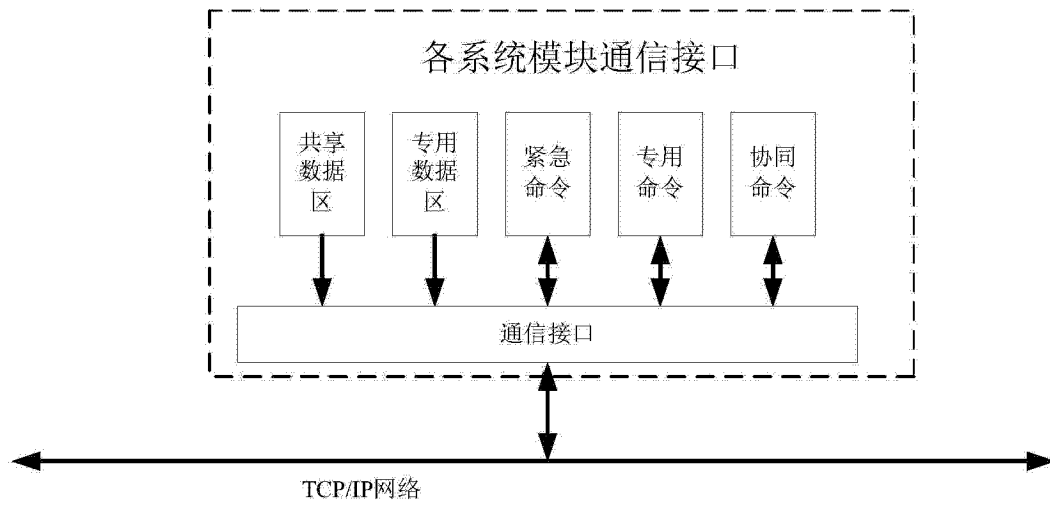 各系统模块通信接口
共享
数据
区
专用
数据
区
紧急
命令
专用
命令
协同
命令
通信接口
TCP/IP网络